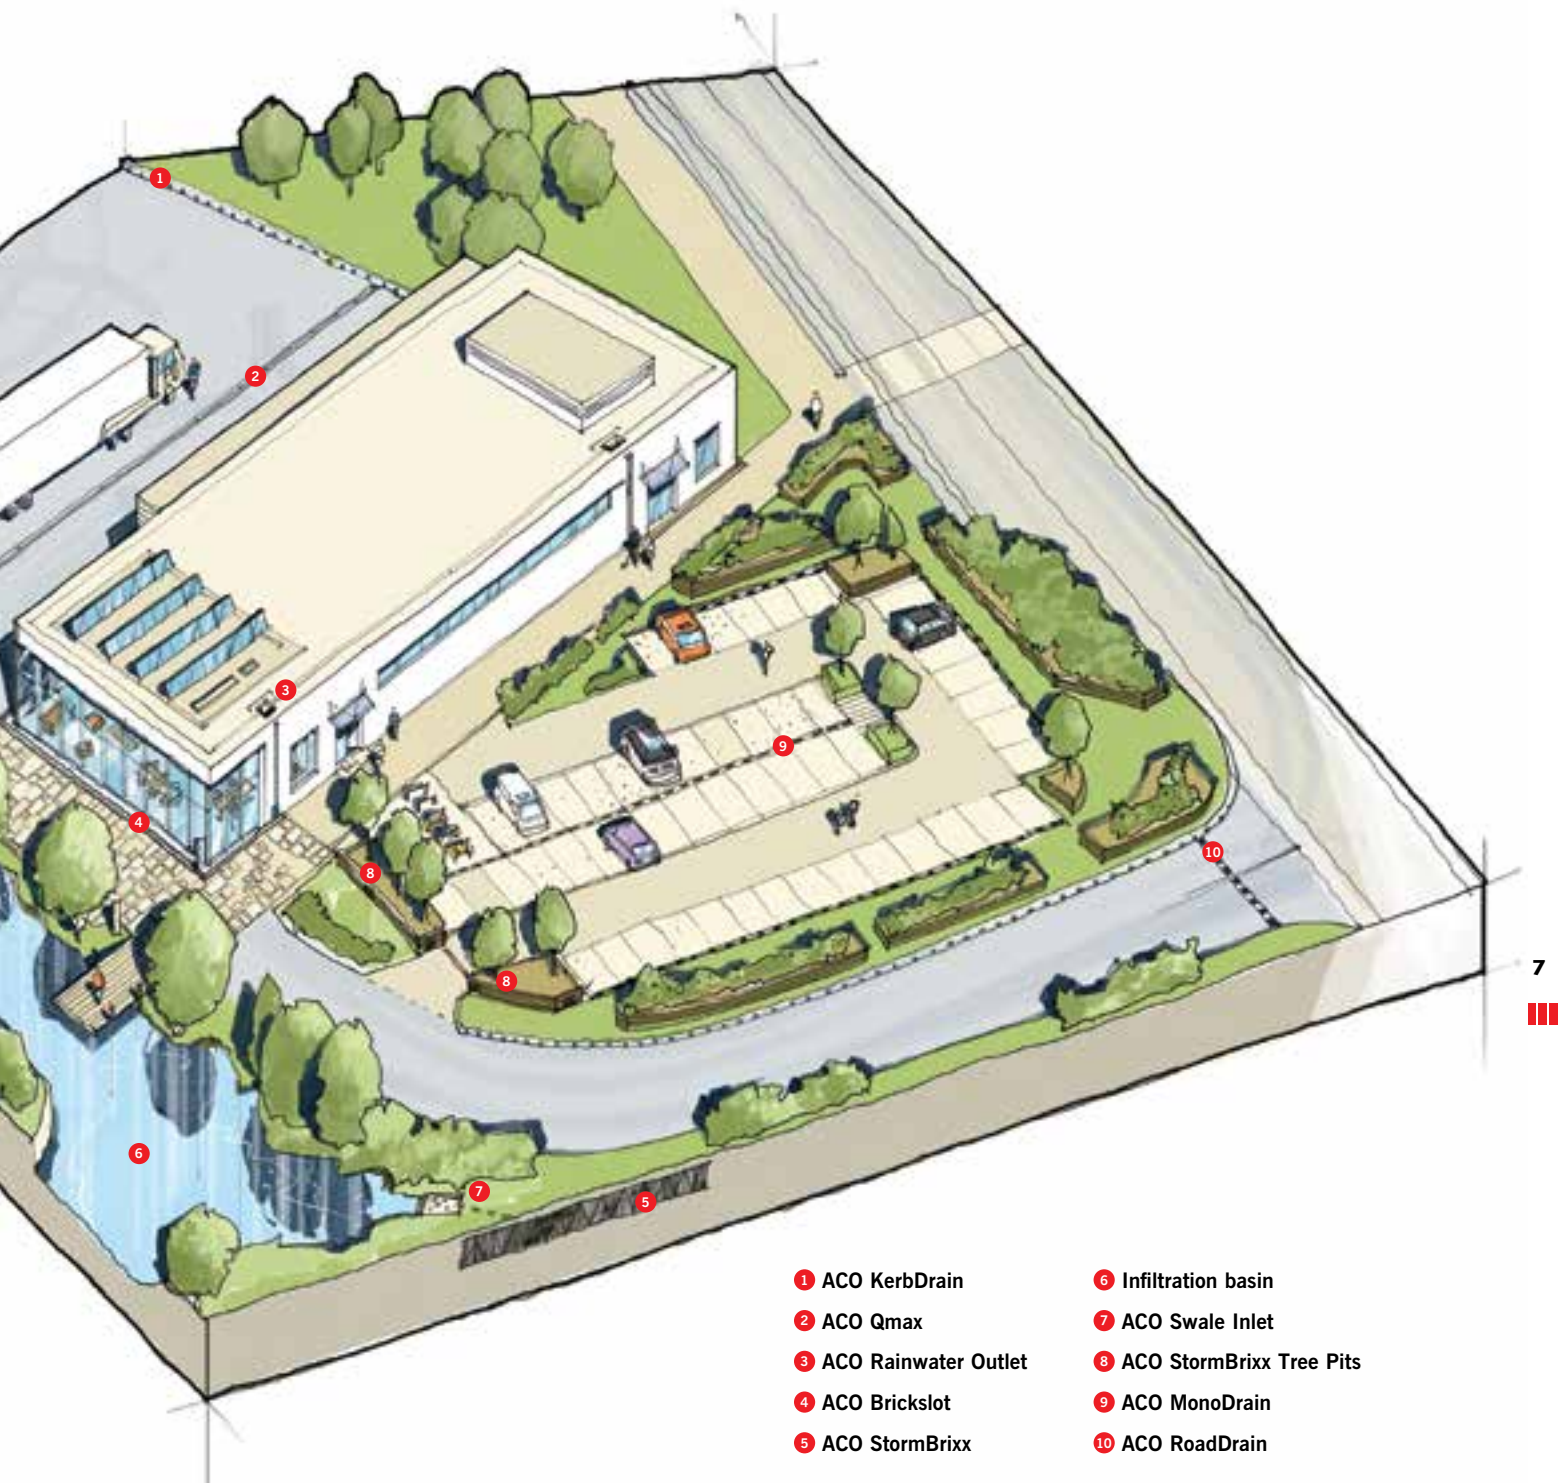 1
2
3
4
8
9
10
8
7
6
7
5
1 ACO KerbDrain
2 ACO Qmax
3 ACO Rainwater Outlet
4 ACO Brickslot
5 ACO StormBrixx
6 Infiltration basin
7 ACO Swale Inlet
8 ACO StormBrixx Tree Pits
9 ACO MonoDrain
10 ACO RoadDrain